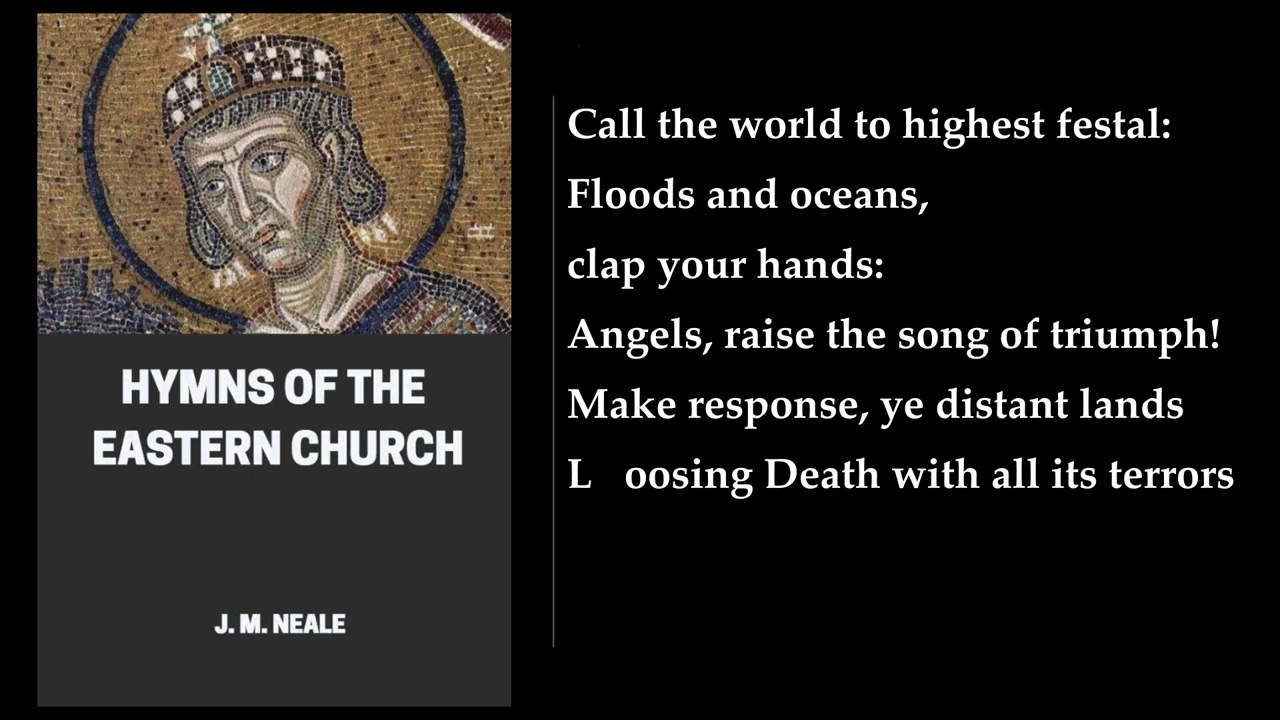 HYMNS OF THE
EASTERN CHURCH
J. M. NEALE
Call the world to highest festal:
Floods and oceans,
clap your hands:
Angels, raise the song of triumph!
Make response, ye distant lands
L oosing Death with all its terrors